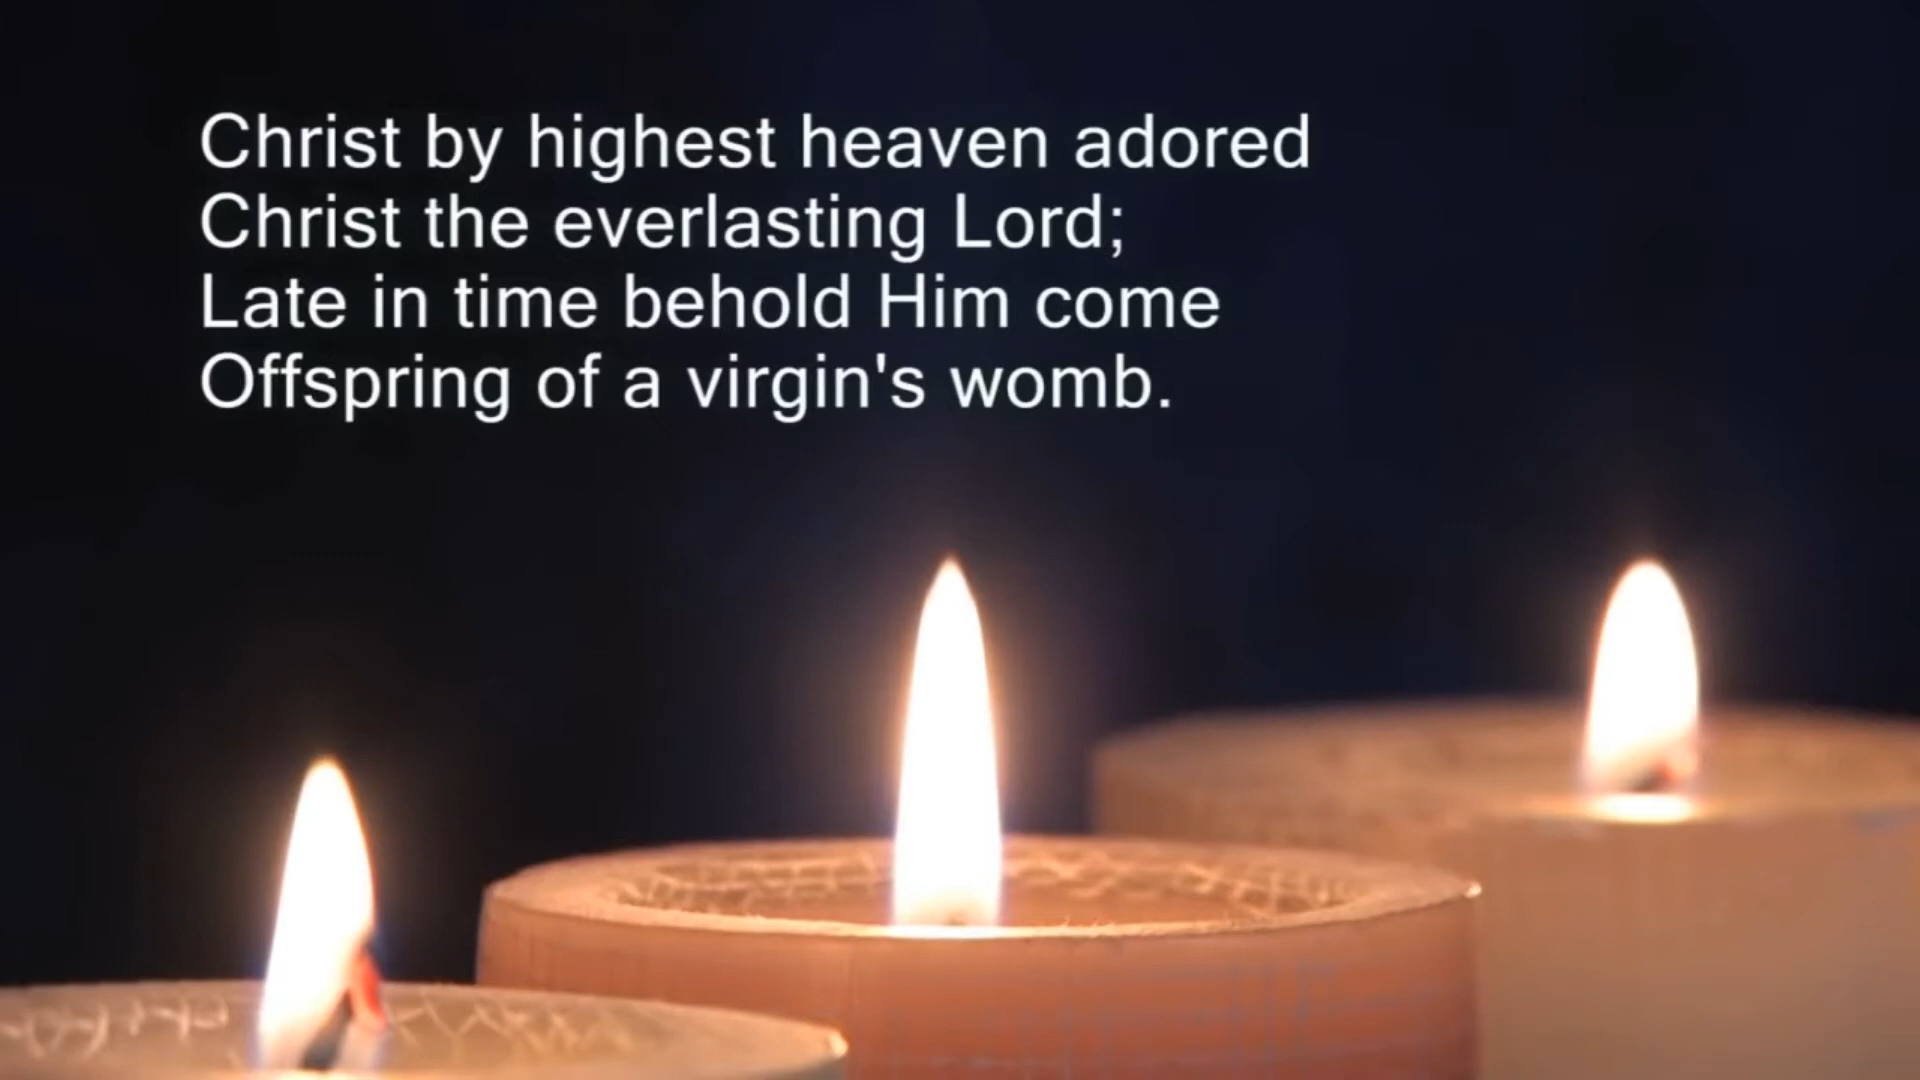 Christ by highest heaven adored
Christ the everlasting Lord;
Late in time behold Him come
Offspring of a virgin's womb.